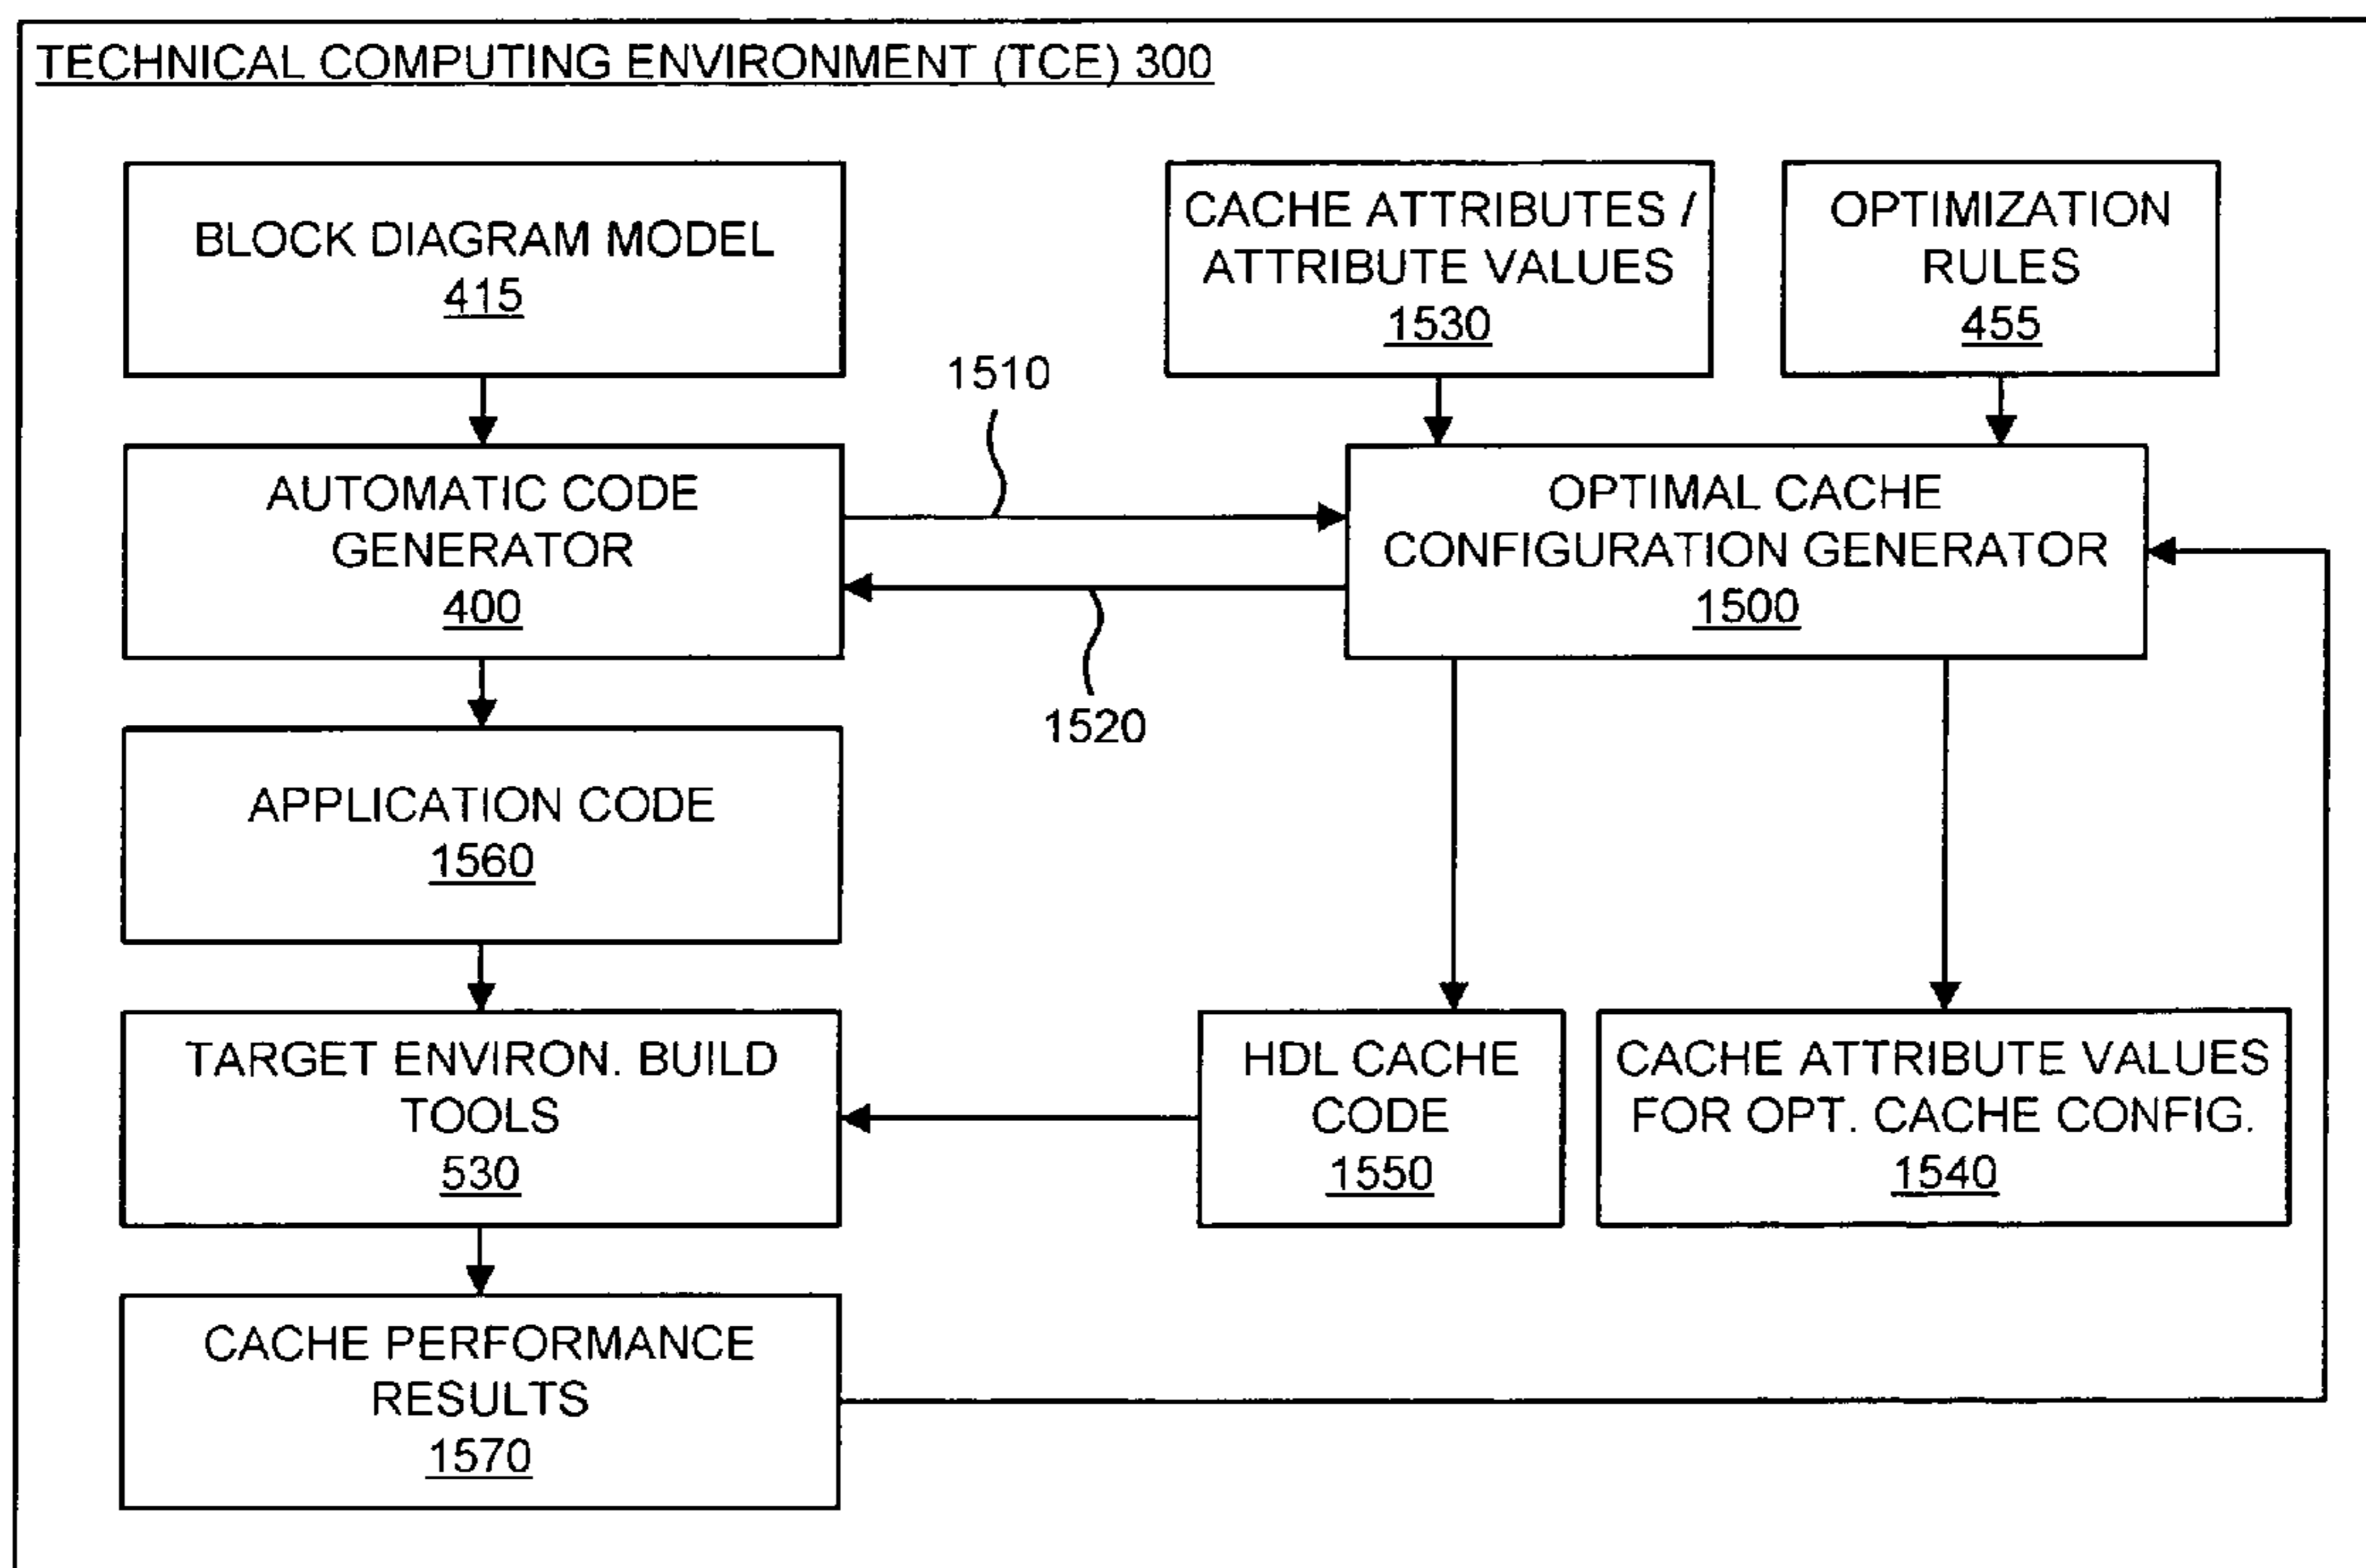 TECHNICAL COMPUTING ENVIRONMENT (TCE) 300
BLOCK DIAGRAM MODEL
415
CACHE ATTRIBUTES /
ATTRIBUTE VALUES
1530
OPTIMIZATION
RULES
455
1510
AUTOMATIC CODE
GENERATOR
400
OPTIMAL CACHE
CONFIGURATION GENERATOR
1500
1520
APPLICATION CODE
1560
TARGET ENVIRON. BUILD
TOOLS
530
HDL CACHE
CODE
1550
CACHE ATTRIBUTE VALUES
FOR OPT. CACHE CONFIG.
1540
CACHE PERFORMANCE
RESULTS
1570